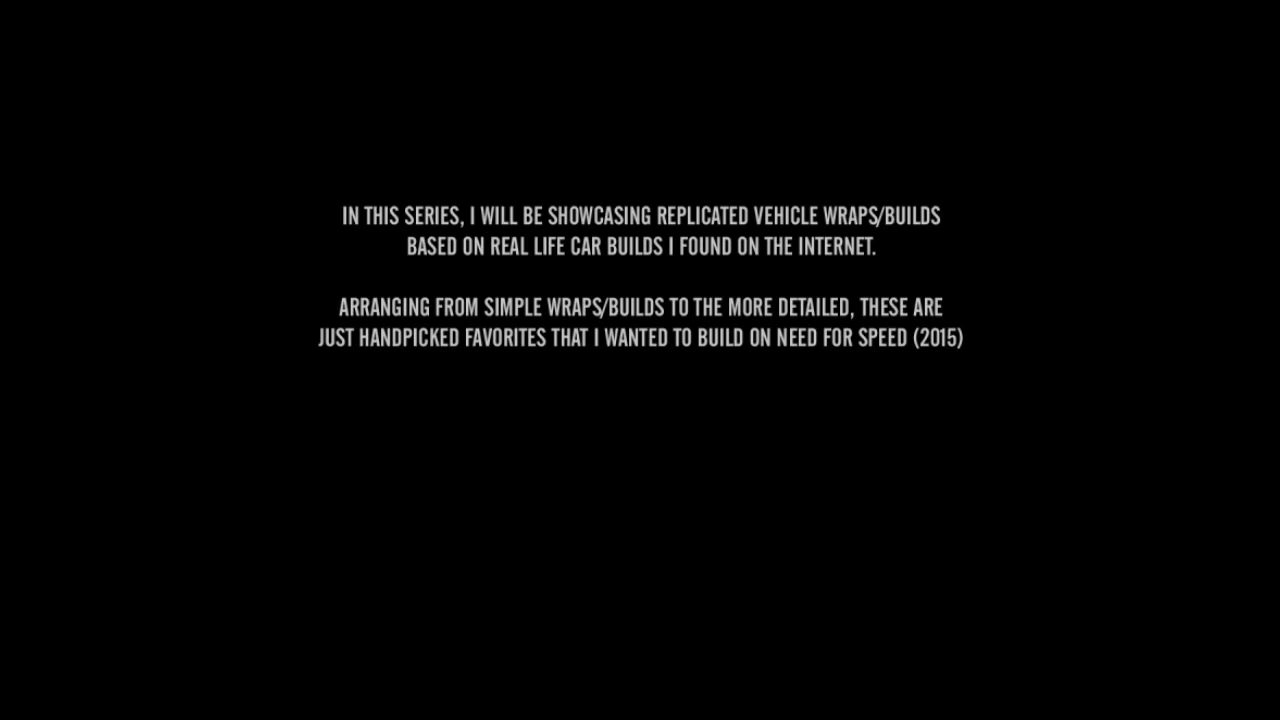 IN THIS SERIES, I WILL BE SHOWCASING REPLICATED VEHICLE WRAPS/BUILDS
BASED ON REAL LIFE CAR BUILDS I FOUND ON THE INTERNET.
ARRANGING FROM SIMPLE WRAPS/BUILDS TO THE MORE DETAILED, THESE ARE
JUST HANDPICKED FAVORITES THAT I WANTED TO BUILD ON NEED FOR SPEED (2015)